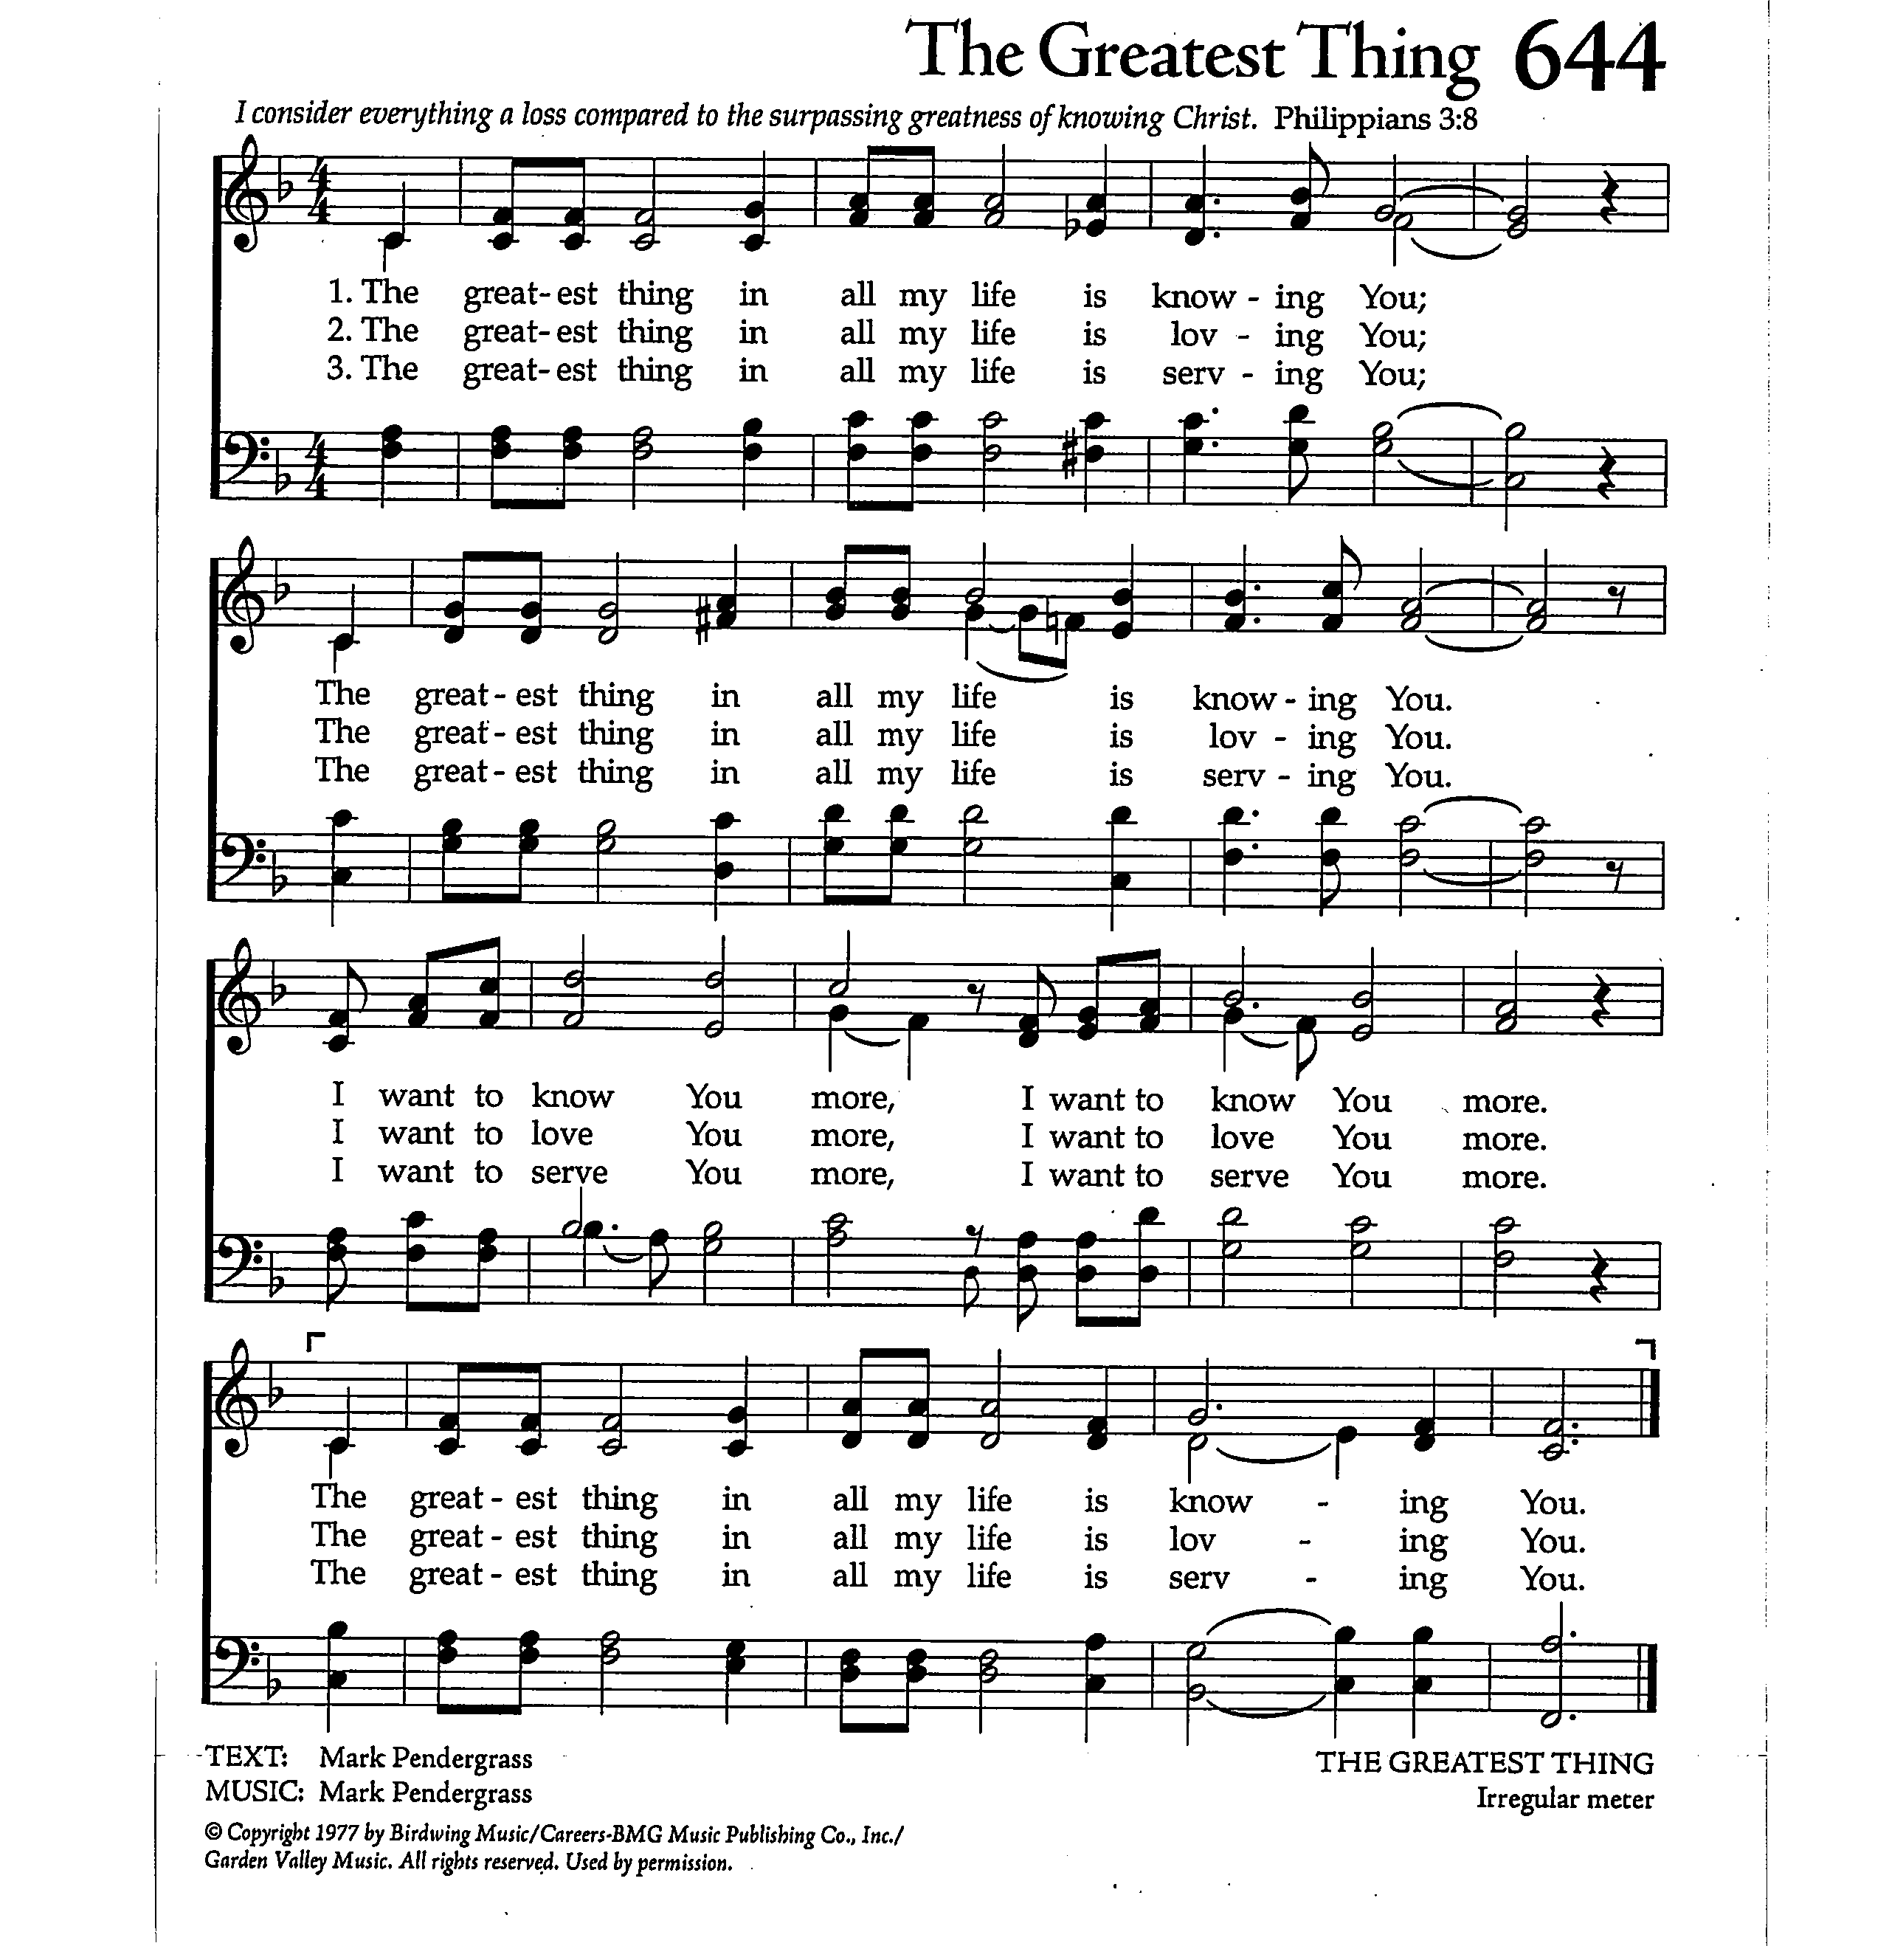 The Greatest Thing 644
I consider everything a loss compared to the surpassing greatness of knowing Christ. Philippians 3:8
1. The great-est thing in all my life is know - ing You;
2. The great-est thing in all my life is lov - ing You;
3. The great-est thing in all my life is serv - ing You;
The great - est thing in all my life is know - ing You.
The great - est thing in all my life is lov - ing You.
The great - est thing in all my life is serv - ing You.
I want to know You more, I want to know You more.
I want to love You more, I want to love You more.
I want to serve You more, I want to serve You more.
The great - est thing in all my life is know - ing You.
The great - est thing in all my life is lov - ing You.
The great - est thing in all my life is serv - ing You.
TEXT: Mark Pendergrass THE GREATEST THING
MUSIC: Mark Pendergrass Irregular meter
© Copyright 1977 by Birdwing Music/Careers-BMG Music Publishing Co., Inc./
Garden Valley Music. All rights reserved. Used by permission.